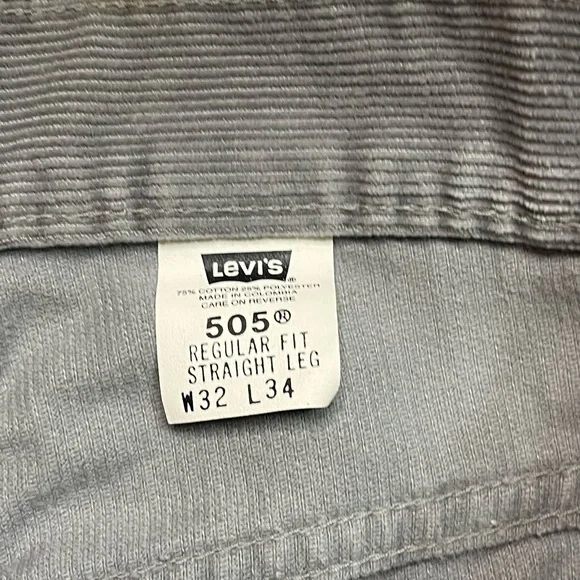 Levi's
75% COTTON 25% POLYESTER
MADE IN COLOMBIA
CARE ON REVERSE
505®
REGULAR FIT
STRAIGHT LEG
W32 L34